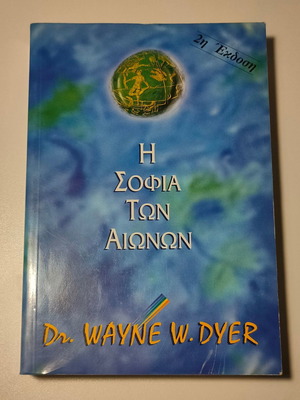 2η Έκδοση
Η
ΣΟΦΙΑ
ΤΩΝ
ΑΙΩΝΩΝ
Dr. WAYNE W. DYER